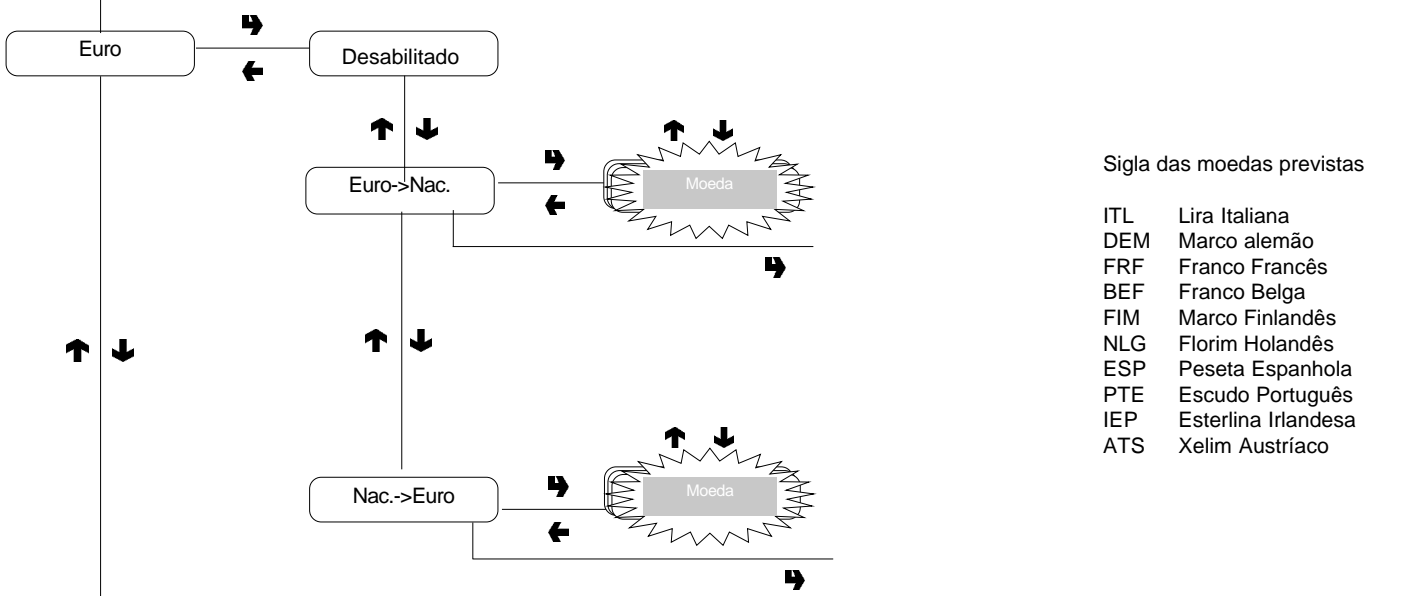 Euro
Desabilitado
Euro->Nac.
Moeda
Nac.->Euro
Moeda
Sigla das moedas previstas
ITL Lira Italiana
DEM Marco alemão
FRF Franco Francês
BEF Franco Belga
FIM Marco Finlandês
NLG Florim Holandês
ESP Peseta Espanhola
PTE Escudo Português
IEP Esterlina Irlandesa
ATS Xelim Austríaco